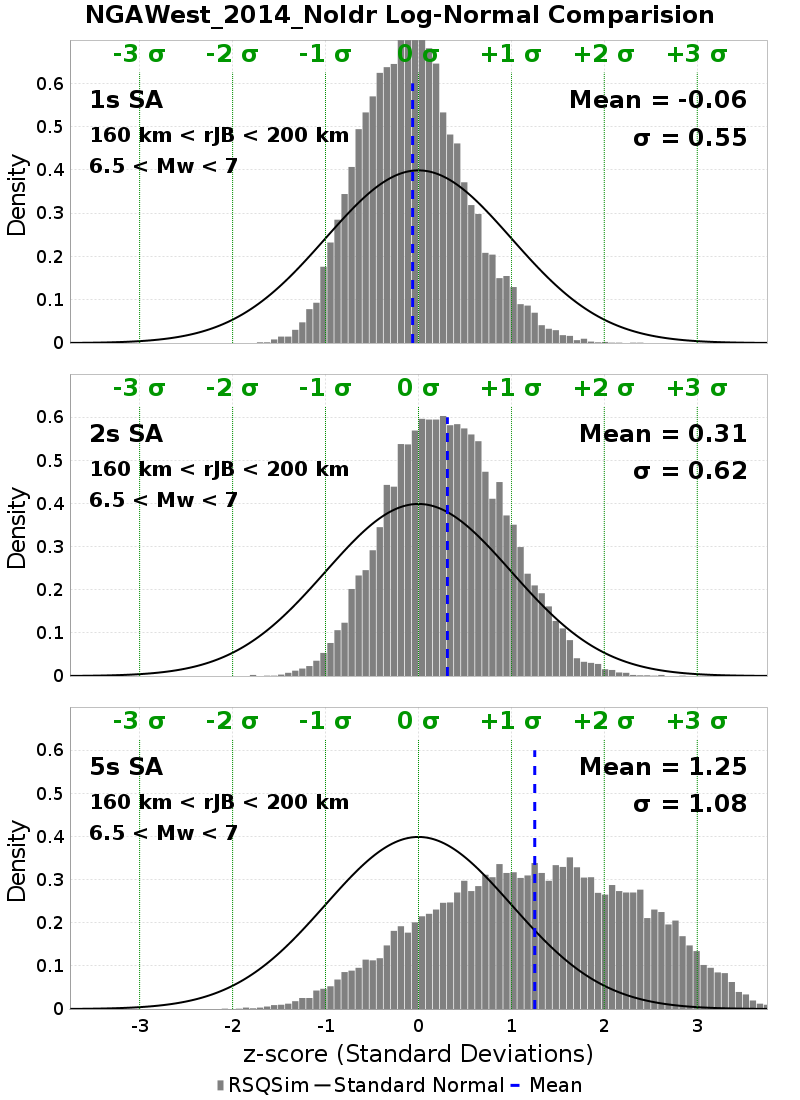 NGAWest_2014_NoIdr Log-Normal Comparision
-3 σ -2 σ -1 σ 0 σ +1 σ +2 σ +3 σ
1s SA Mean = -0.06
160 km < rJB < 200 km σ = 0.55
6.5 < Mw < 7
0.6
0.5
0.4
0.3
0.2
0.1
0
Density
-3 σ -2 σ -1 σ 0 σ +1 σ +2 σ +3 σ
2s SA Mean = 0.31
160 km < rJB < 200 km σ = 0.62
6.5 < Mw < 7
0.6
0.5
0.4
0.3
0.2
0.1
0
Density
-3 σ -2 σ -1 σ 0 σ +1 σ +2 σ +3 σ
5s SA Mean = 1.25
160 km < rJB < 200 km σ = 1.08
6.5 < Mw < 7
0.6
0.5
0.4
0.3
0.2
0.1
0
Density
-3 -2 -1 0 1 2 3
z-score (Standard Deviations)
RSQSim Standard Normal Mean